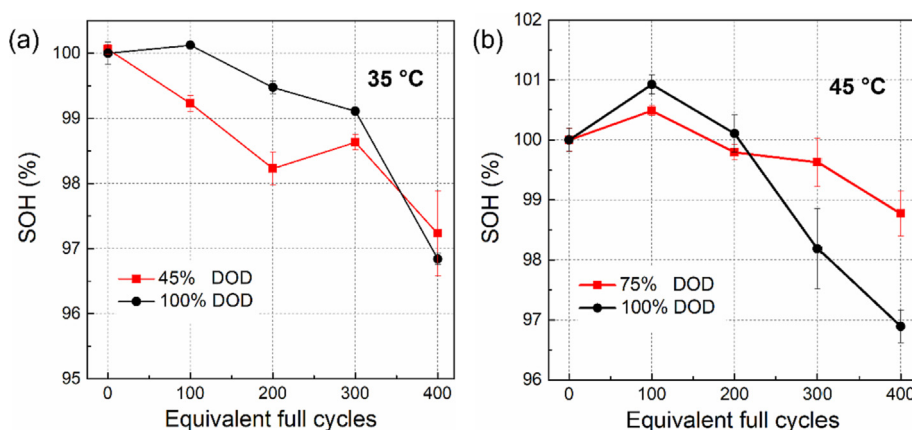 (a)
35 °C
100
99
98
97
96
95
SOH (%)
45% DOD
100% DOD
0 100 200 300 400
Equivalent full cycles
(b)
45 °C
102
101
100
99
98
97
96
SOH (%)
75% DOD
100% DOD
0 100 200 300 400
Equivalent full cycles